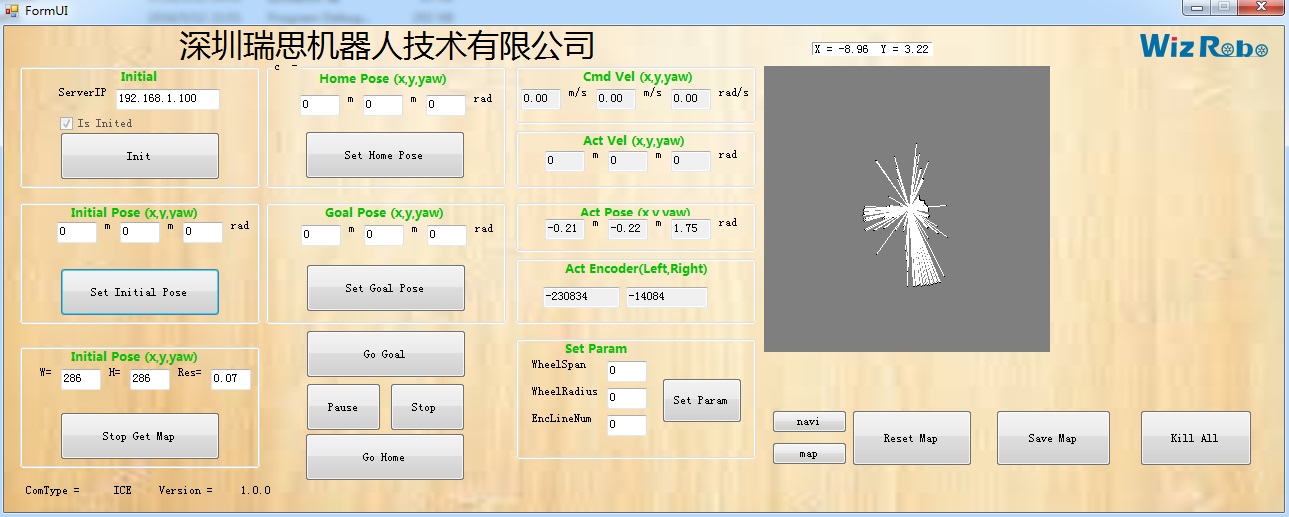 FormUI
深圳瑞思机器人技术有限公司
X = -8.96 Y = 3.22
WizRobo
Initial
ServerIP 192.168.1.100
Is Inited
Init
Home Pose (x,y,yaw)
0 m 0 m 0 rad
Set Home Pose
Cmd Vel (x,y,yaw)
0.00 m/s 0.00 m/s 0.00 rad/s
Act Vel (x,y,yaw)
0 m 0 m 0 rad
Initial Pose (x,y,yaw)
0 m 0 m 0 rad
Set Initial Pose
Goal Pose (x,y,yaw)
0 m 0 m 0 rad
Set Goal Pose
Act Pose (x,y,yaw)
-0.21 m -0.22 m 1.75 rad
Act Encoder(Left,Right)
-230834 -14084
Initial Pose (x,y,yaw)
W= 286 H= 286 Res= 0.07
Stop Get Map
Go Goal
Pause Stop
Go Home
Set Param
WheelSpan 0
WheelRadius 0
EncLineNum 0
Set Param
navi
map
Reset Map
Save Map
Kill All
ComType = ICE Version = 1.0.0